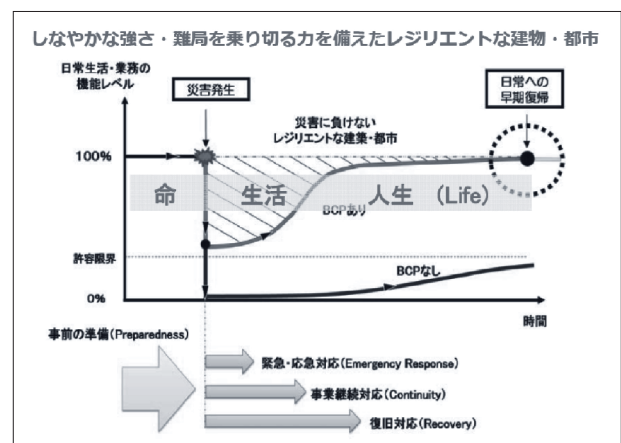 しなやかな強さ・難局を乗り切る力を備えたレジリエントな建物・都市
日常生活・業務の
機能レベル
災害発生
日常への
早期復帰
災害に負けない
レジリエントな建築・都市
100%
命 生活 人生 (Life)
BCPあり
許容限界
BCPなし
0%
時間
事前の準備(Preparedness)
緊急・応急対応(Emergency Response)
事業継続対応(Continuity)
復旧対応(Recovery)